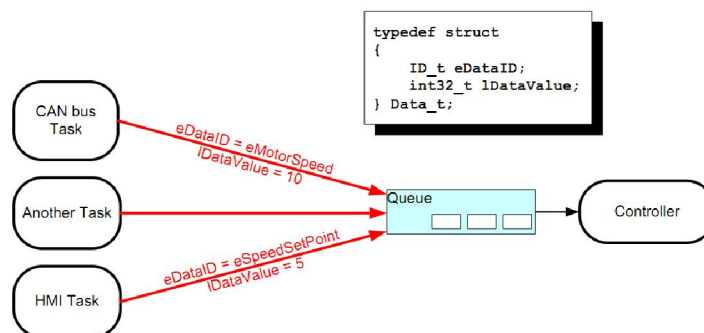 typedef struct
{
ID_t eDataID;
int32_t lDataValue;
} Data_t;
CAN bus
Task
eDataID = eMotorSpeed
lDataValue = 10
Another Task
Queue
Controller
eDataID = eSpeedSetPoint
lDataValue = 5
HMI Task